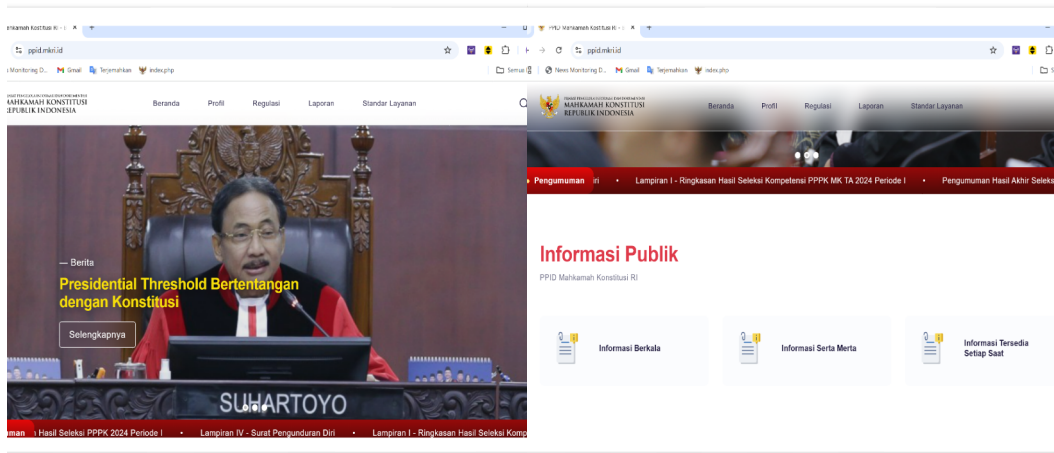 ppid.mkri.id
Monitoring D... Gmail Terjemahkan index.php Semua
MAHKAMAH KONSTITUSI
REPUBLIK INDONESIA
Beranda Profil Regulasi Laporan Standar Layanan
— Berita
Presidential Threshold Bertentangan
dengan Konstitusi
Selengkapnya
SUHARTOYO
Hasil Seleksi PPPK 2024 Periode I • Lampiran IV - Surat Pengunduran Diri • Lampiran I - Ringkasan Hasil Seleksi Komp
PPID Mahkamah Konstitusi RI -
ppid.mkri.id
News Monitoring D... Gmail Terjemahkan index.php
MAHKAMAH KONSTITUSI
REPUBLIK INDONESIA
Beranda Profil Regulasi Laporan Standar Layanan
Pengumuman iri • Lampiran I - Ringkasan Hasil Seleksi Kompetensi PPPK MK TA 2024 Periode I • Pengumuman Hasil Akhir Seleks
Informasi Publik
PPID Mahkamah Konstitusi RI
Informasi Berkala
Informasi Serta Merta
Informasi Tersedia
Setiap Saat